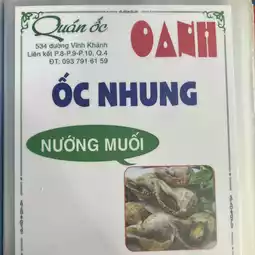 Quán ốc OANH
534 đường Vĩnh Khánh
Liên kết P.8-P.9-P.10, Q.4
ĐT: 093 791 61 59
ỐC NHUNG
NƯỚNG MUỐI